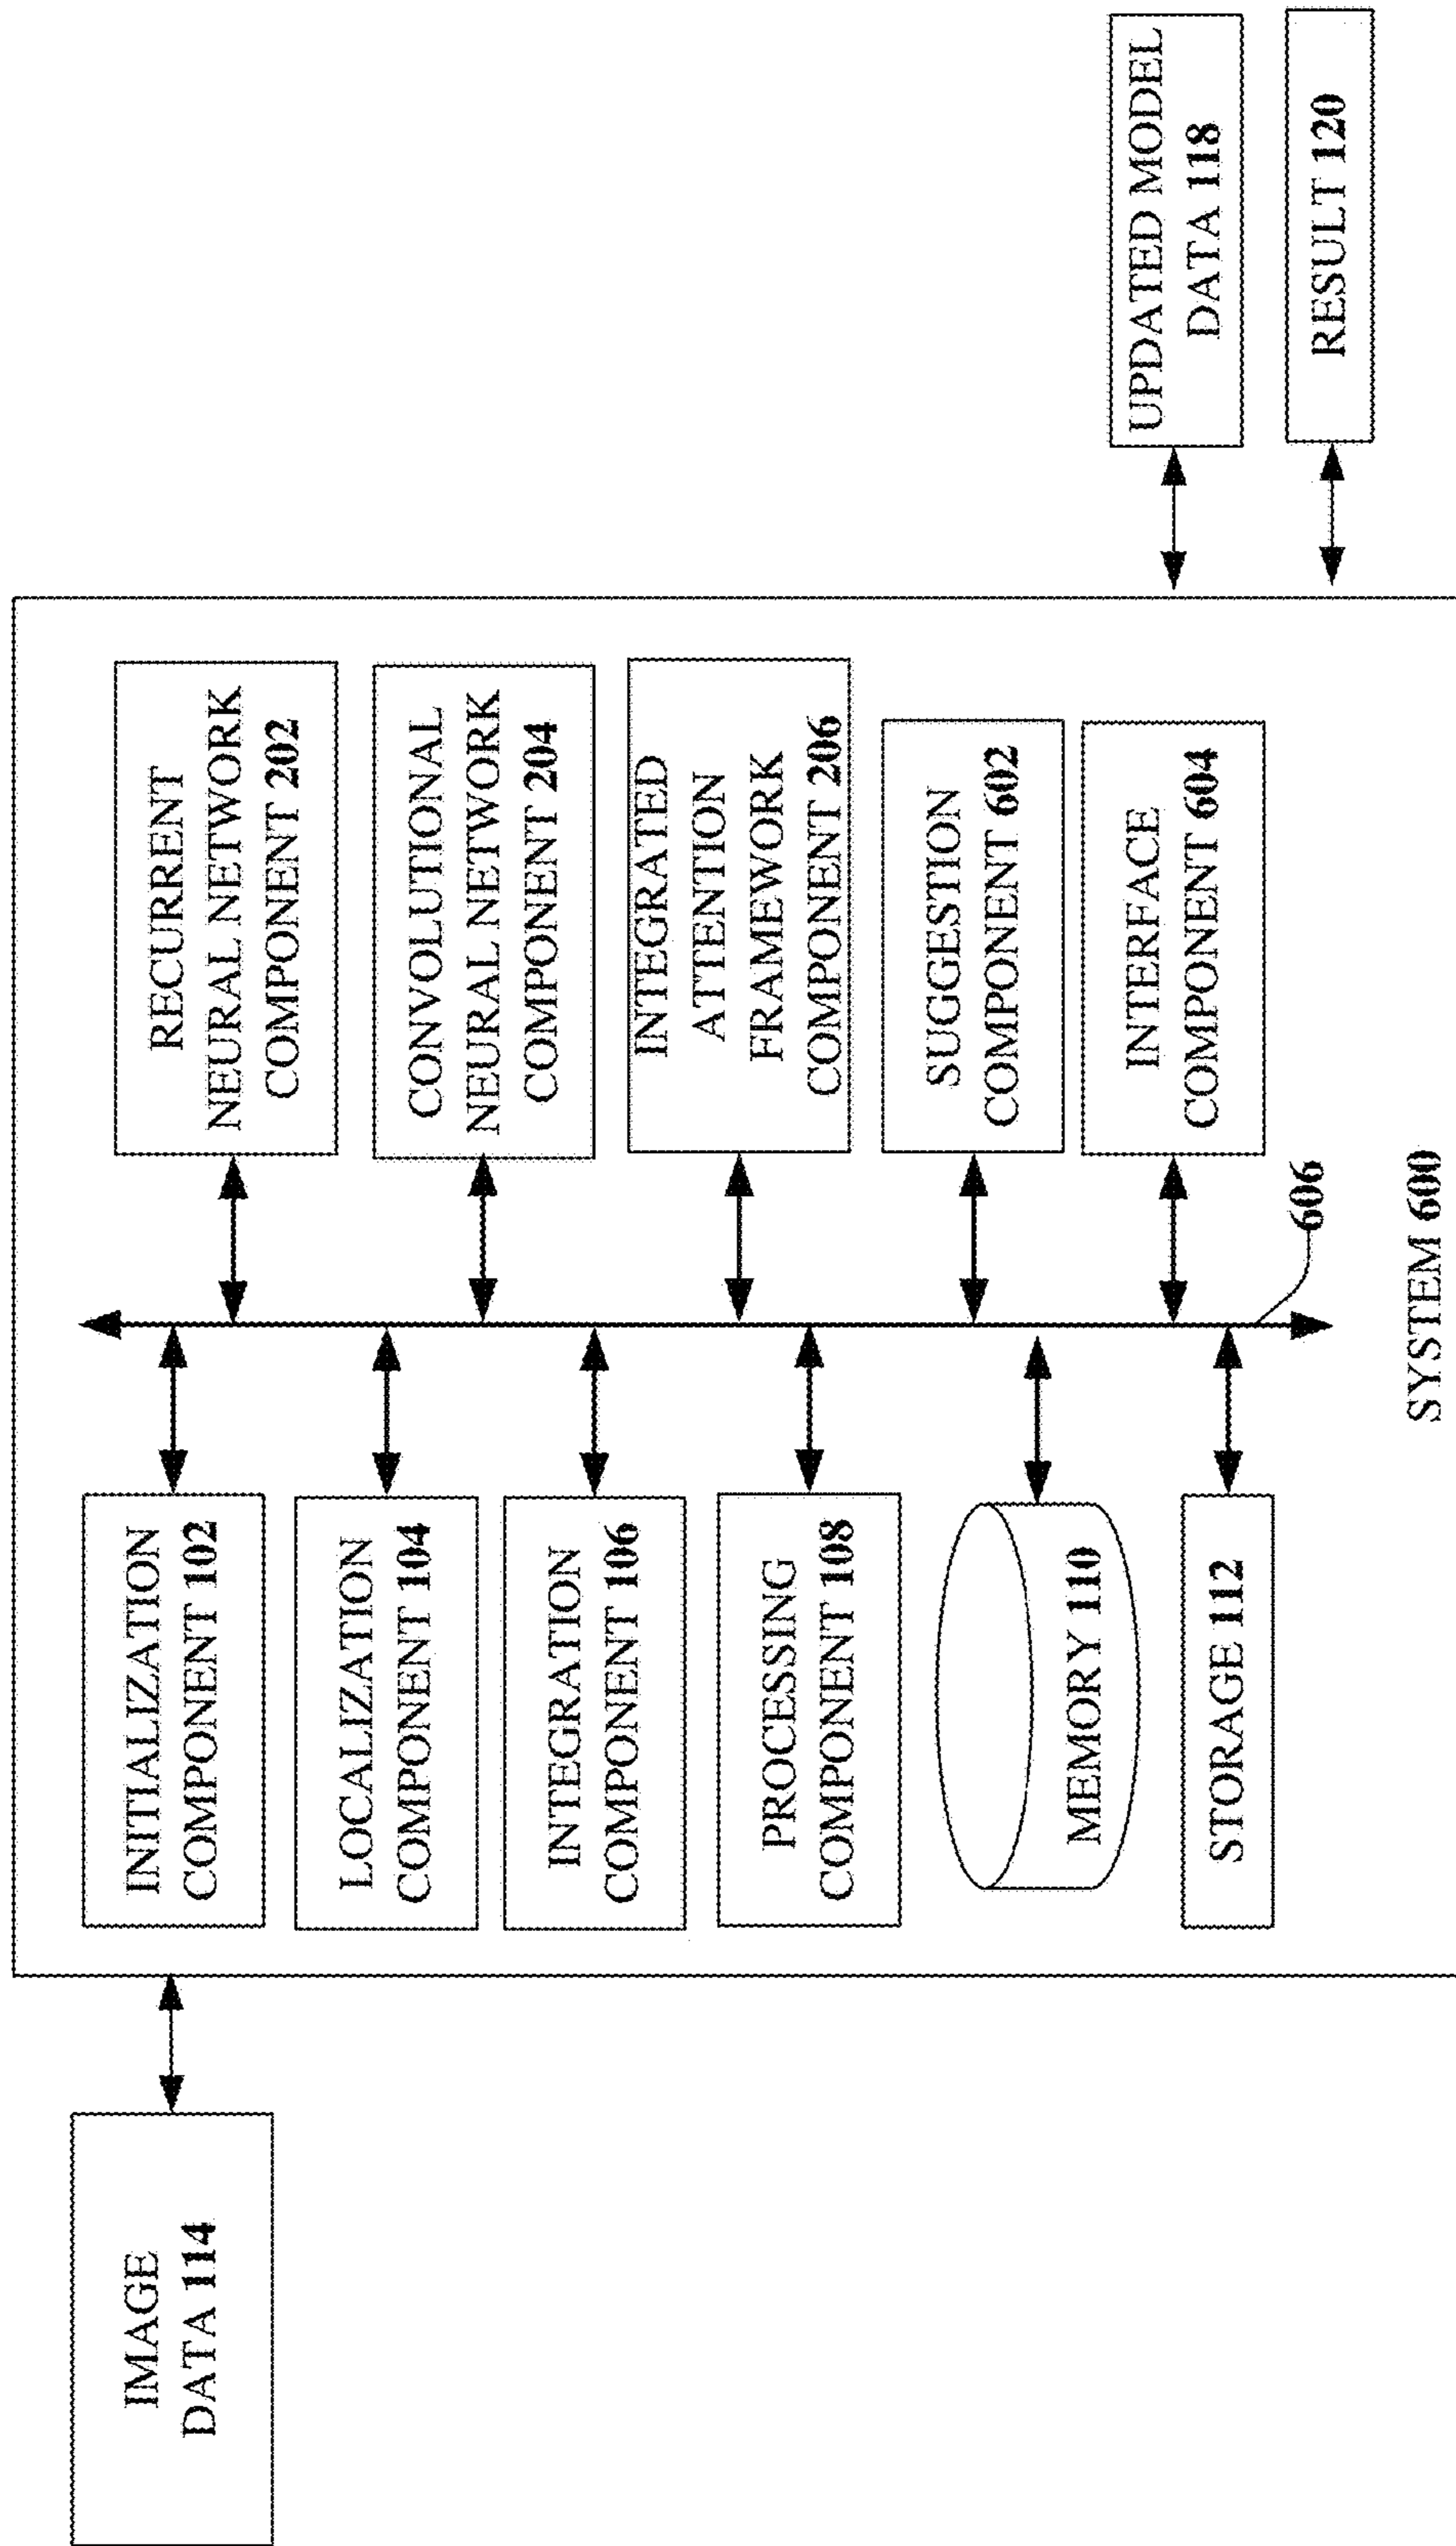 IMAGE
DATA 114
INITIALIZATION
COMPONENT 102
LOCALIZATION
COMPONENT 104
INTEGRATION
COMPONENT 106
PROCESSING
COMPONENT 108
MEMORY 110
STORAGE 112
RECURRENT
NEURAL NETWORK
COMPONENT 202
CONVOLUTIONAL
NEURAL NETWORK
COMPONENT 204
INTEGRATED
ATTENTION
FRAMEWORK
COMPONENT 206
SUGGESTION
COMPONENT 602
INTERFACE
COMPONENT 604
606
SYSTEM 600
UPDATED MODEL
DATA 118
RESULT 120